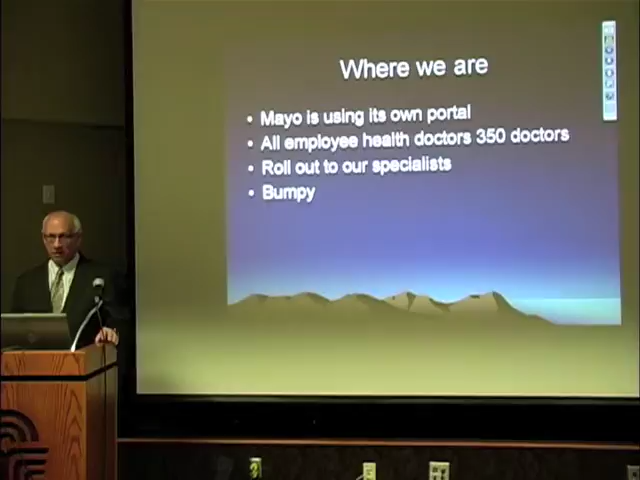 Where we are
• Mayo is using its own portal
• All employee health doctors 350 doctors
• Roll out to our specialists
• Bumpy